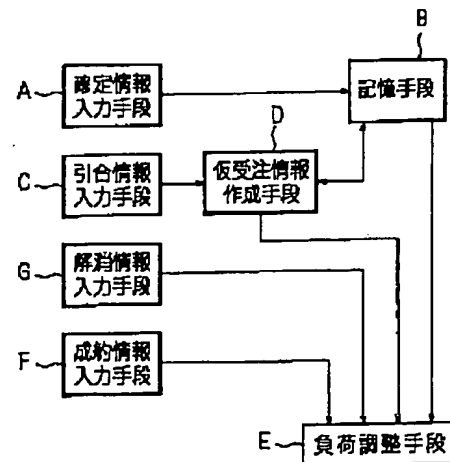 B
A
確定情報
入力手段
記憶手段
D
C
引合情報
入力手段
仮受注情報
作成手段
G
解消情報
入力手段
F
成約情報
入力手段
E
負荷調整手段